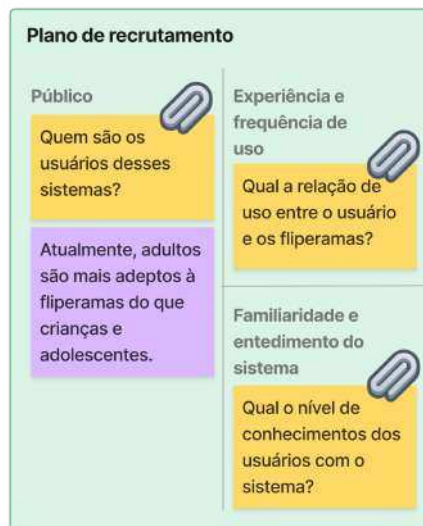 Plano de recrutamento
Público
Quem são os
usuários desses
sistemas?
Atualmente, adultos
são mais adeptos à
fliperamas do que
crianças e
adolescentes.
Experiência e
frequência de
uso
Qual a relação de
uso entre o usuário
e os fliperamas?
Familiaridade e
entedimento do
sistema
Qual o nível de
conhecimentos dos
usuários com o
sistema?